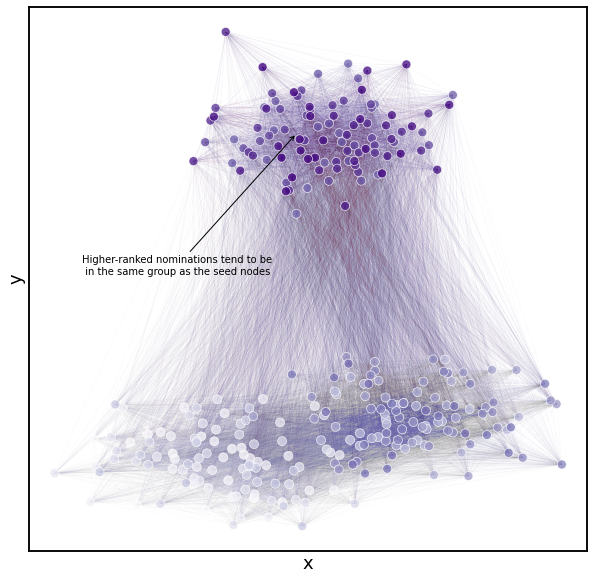 Higher-ranked nominations tend to be
in the same group as the seed nodes
y
x